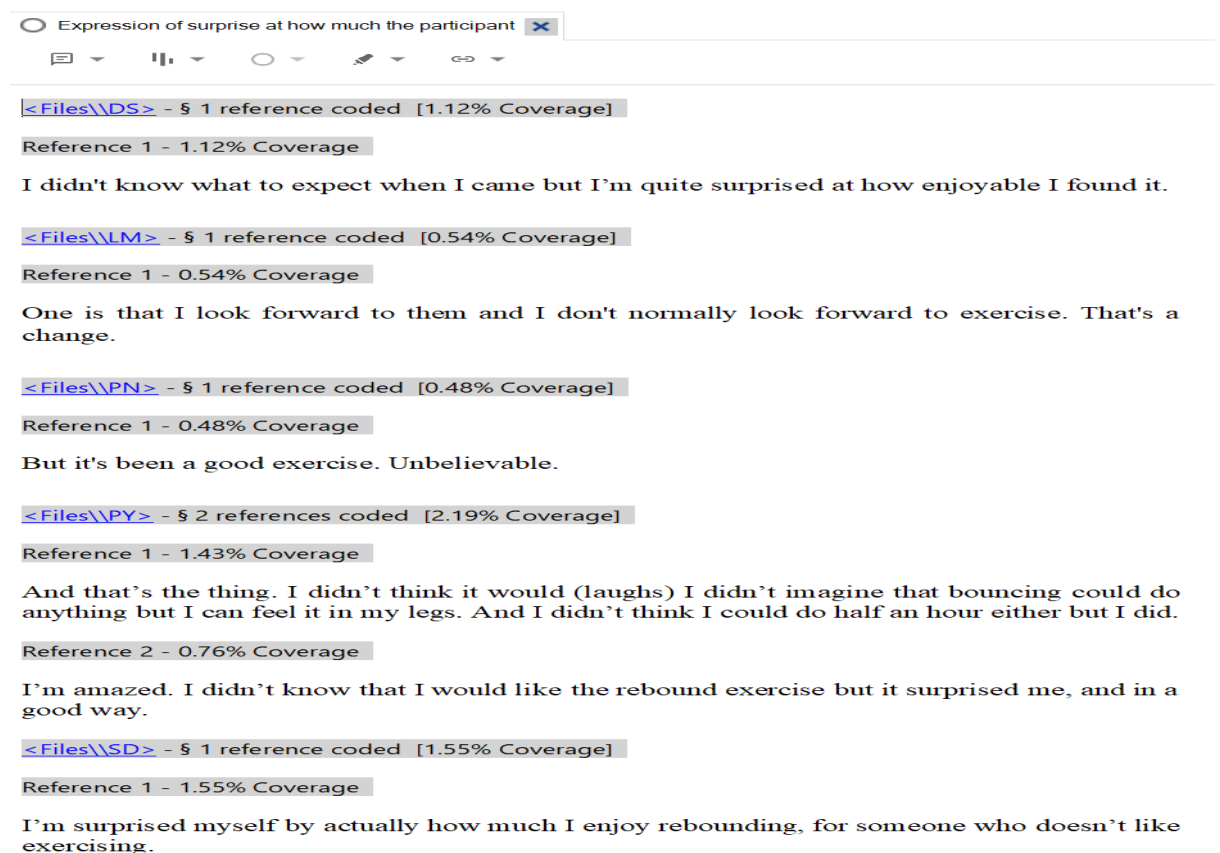 Expression of surprise at how much the participant
<Files\\DS> - § 1 reference coded [1.12% Coverage]
Reference 1 - 1.12% Coverage
I didn't know what to expect when I came but I’m quite surprised at how enjoyable I found it.
<Files\\LM> - § 1 reference coded [0.54% Coverage]
Reference 1 - 0.54% Coverage
One is that I look forward to them and I don't normally look forward to exercise. That's a
change.
<Files\\PN> - § 1 reference coded [0.48% Coverage]
Reference 1 - 0.48% Coverage
But it's been a good exercise. Unbelievable.
<Files\\PY> - § 2 references coded [2.19% Coverage]
Reference 1 - 1.43% Coverage
And that’s the thing. I didn’t think it would (laughs) I didn’t imagine that bouncing could do
anything but I can feel it in my legs. And I didn’t think I could do half an hour either but I did.
Reference 2 - 0.76% Coverage
I’m amazed. I didn’t know that I would like the rebound exercise but it surprised me, and in a
good way.
<Files\\SD> - § 1 reference coded [1.55% Coverage]
Reference 1 - 1.55% Coverage
I’m surprised myself by actually how much I enjoy rebounding, for someone who doesn’t like
exercising.